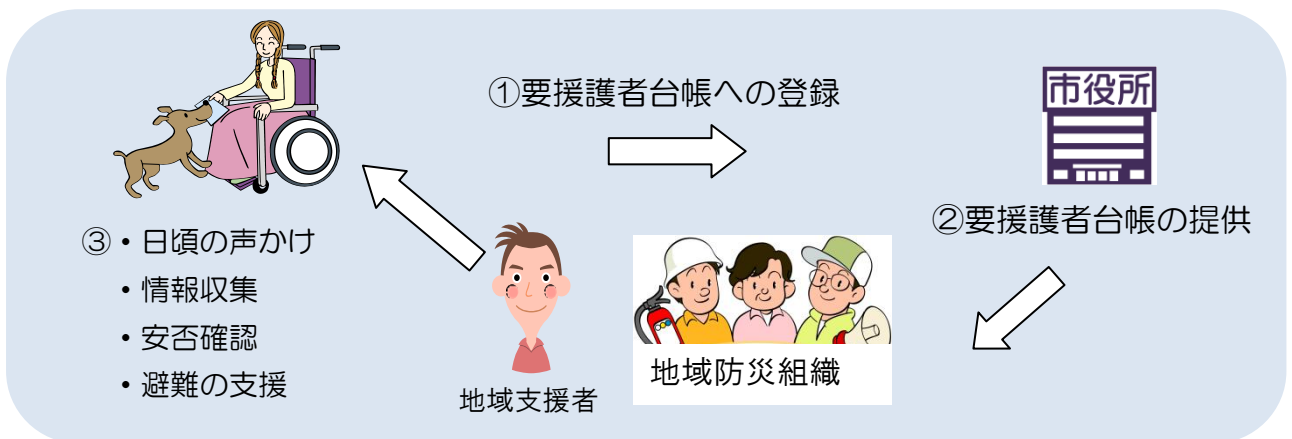 ①要援護者台帳への登録
市役所
②要援護者台帳の提供
③・日頃の声かけ
・情報収集
・安否確認
・避難の支援
地域支援者
地域防災組織